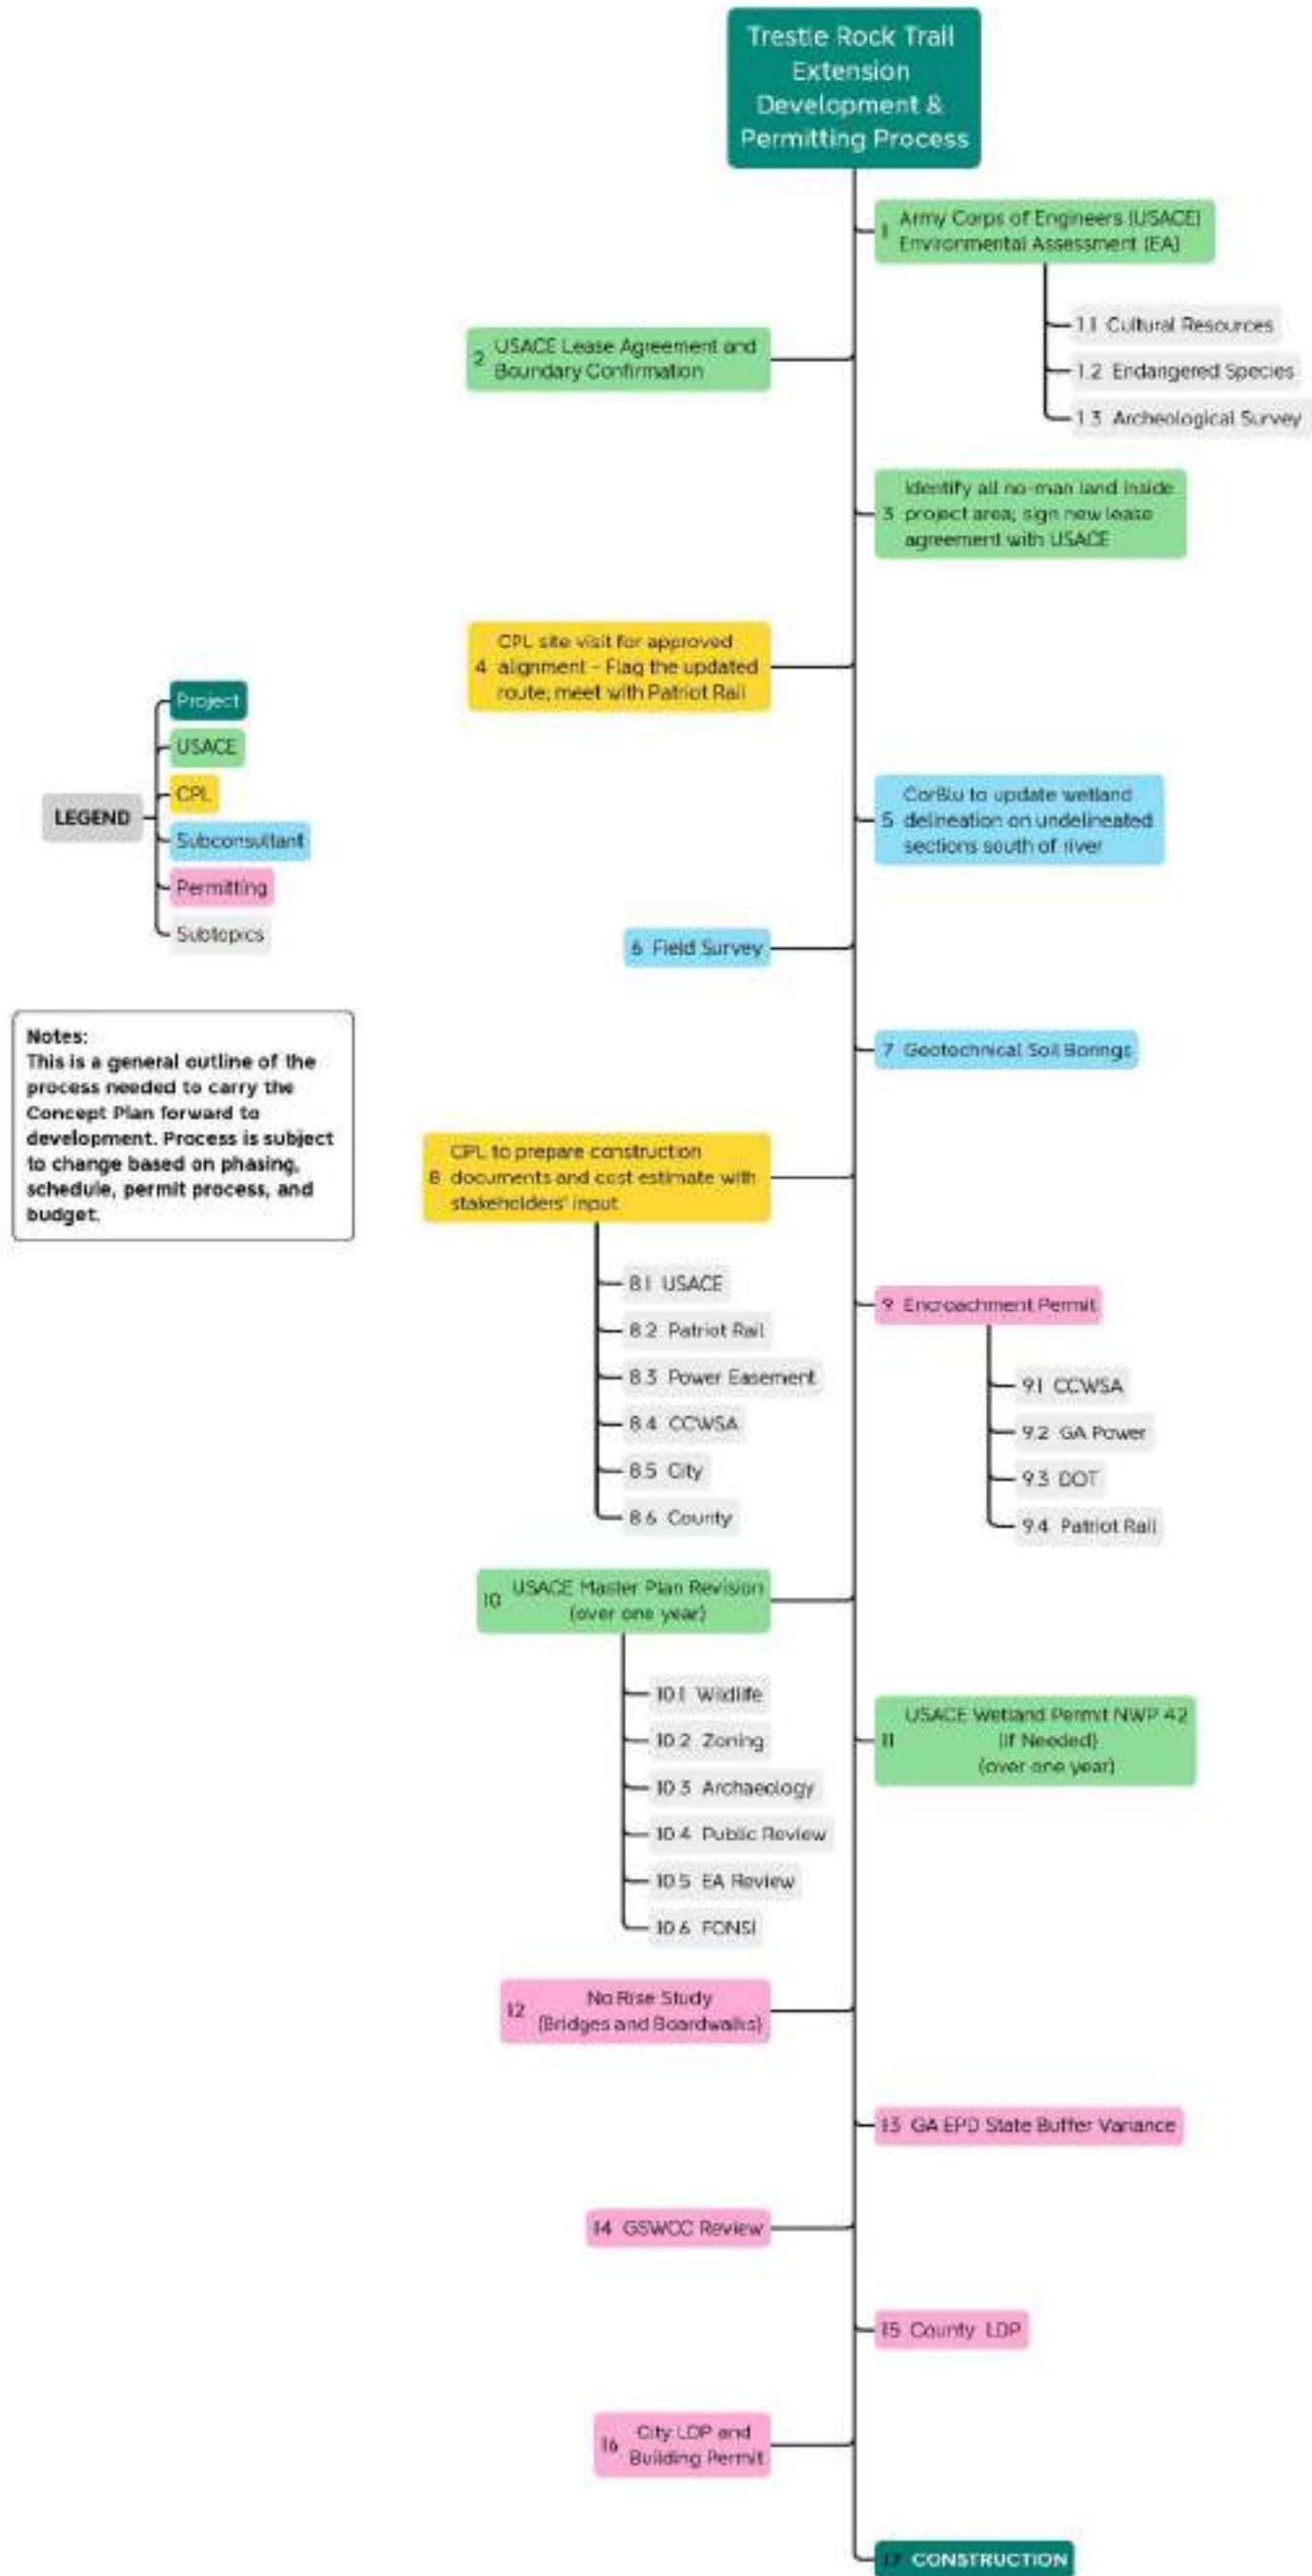 Trestle Rock Trail
Extension
Development &
Permitting Process
1 Army Corps of Engineers (USACE)
Environmental Assessment (EA)
1.1 Cultural Resources
1.2 Endangered Species
1.3 Archeological Survey
2 USACE Lease Agreement and
Boundary Confirmation
3 Identify all no-man land inside
project area; sign new lease
agreement with USACE
4 CPL site visit for approved
alignment - Flag the updated
route; meet with Patriot Rail
LEGEND
Project
USACE
CPL
Subconsultant
Permitting
Subtopics
5 CorBlu to update wetland
delineation on undelineated
sections south of river
6 Field Survey
Notes:
This is a general outline of the
process needed to carry the
Concept Plan forward to
development. Process is subject
to change based on phasing,
schedule, permit process, and
budget.
7 Geotechnical Soil Borings
8 CPL to prepare construction
documents and cost estimate with
stakeholders' input
8.1 USACE
8.2 Patriot Rail
8.3 Power Easement
8.4 CCWSA
8.5 City
8.6 County
9 Encroachment Permit
9.1 CCWSA
9.2 GA Power
9.3 DOT
9.4 Patriot Rail
10 USACE Master Plan Revision
(over one year)
10.1 Wildlife
10.2 Zoning
10.3 Archaeology
10.4 Public Review
10.5 EA Review
10.6 FONSI
11 USACE Wetland Permit NWP 42
(If Needed)
(over one year)
12 No Rise Study
(Bridges and Boardwalks)
13 GA EPD State Buffer Variance
14 GSWCC Review
15 County LDP
16 City LDP and
Building Permit
17 CONSTRUCTION